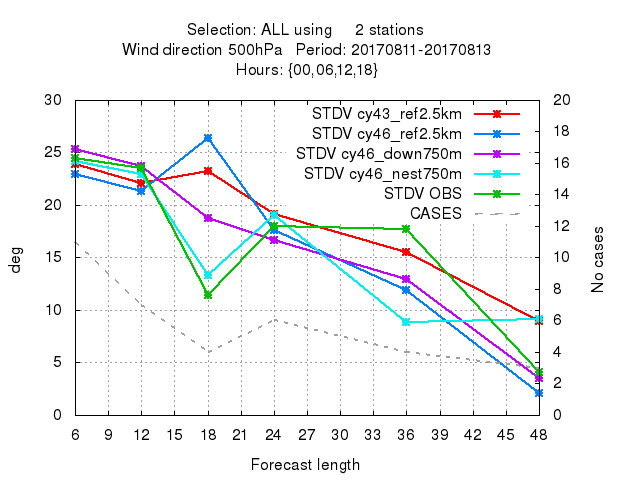 Selection: ALL using 2 stations
Wind direction 500hPa Period: 20170811-20170813
Hours: {00,06,12,18}
STDV cy43_ref2.5km
STDV cy46_ref2.5km
STDV cy46_down750m
STDV cy46_nest750m
STDV OBS
CASES
deg
30
25
20
15
10
5
0
No cases
20
18
16
14
12
10
8
6
4
2
0
6 9 12 15 18 21 24 27 30 33 36 39 42 45 48
Forecast length